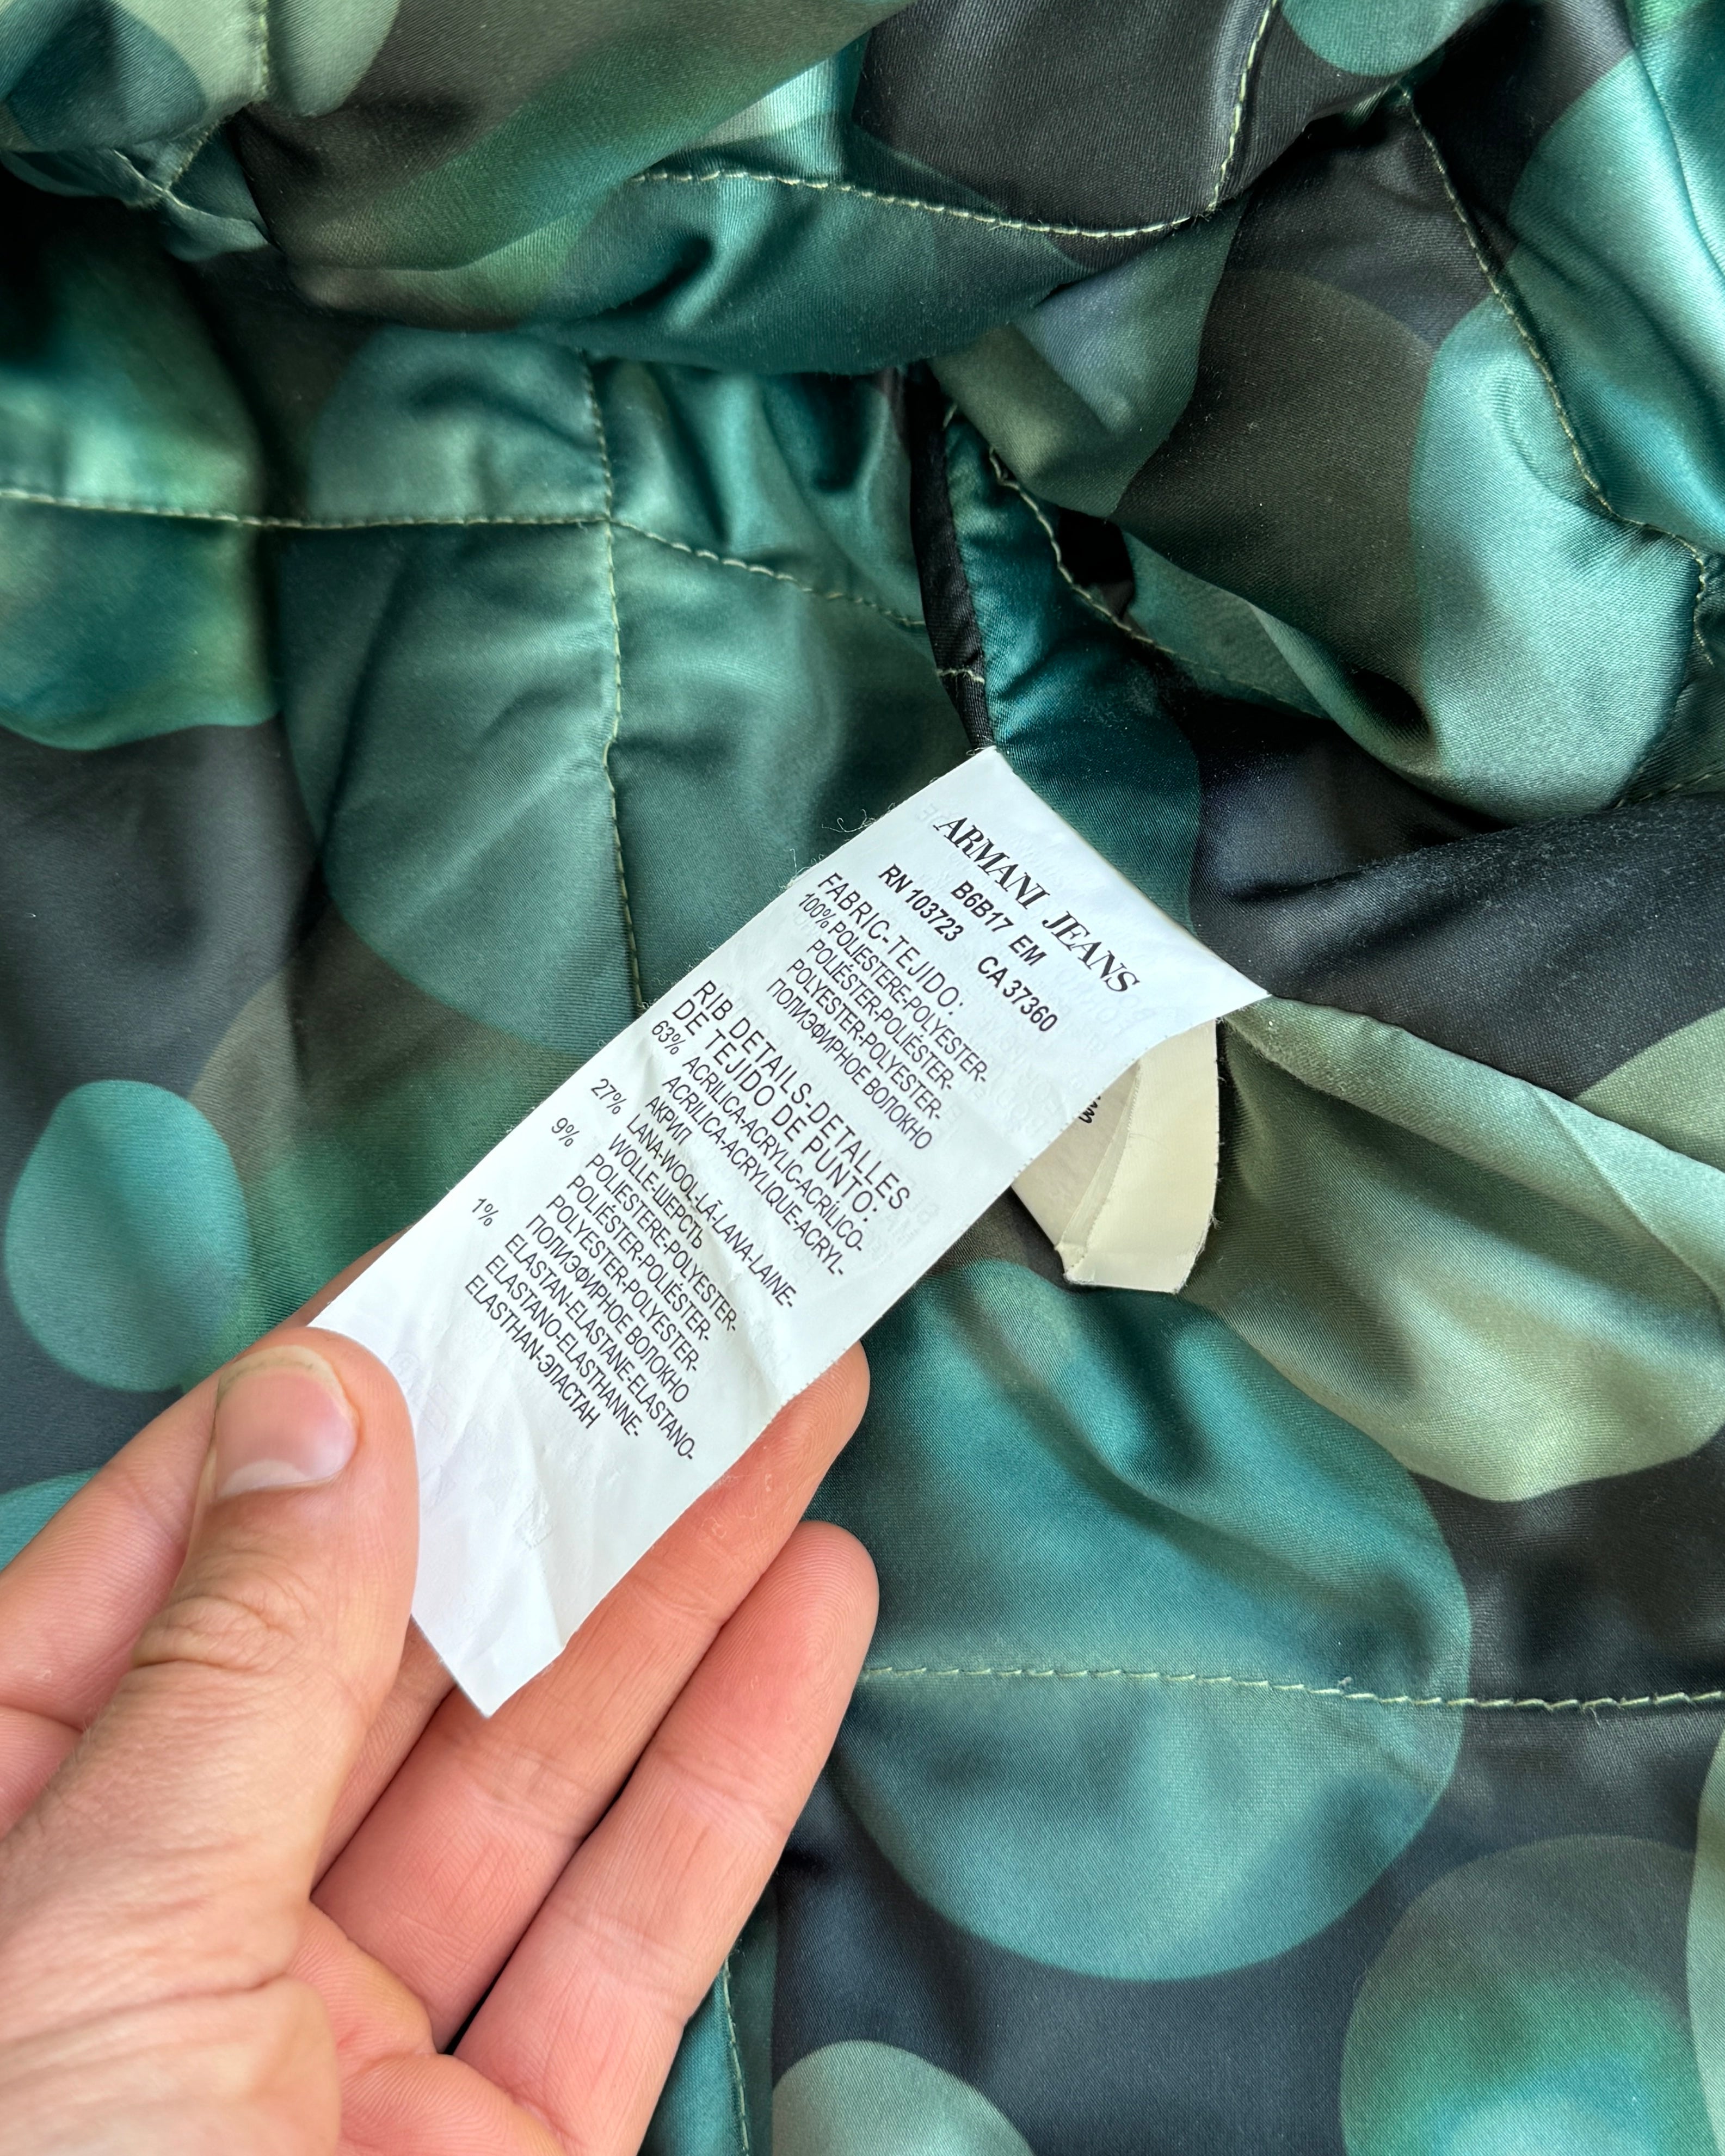 ARMANI JEANS
B6B17 EM
RN 103723 CA 37360
FABRIC-TEJIDO:
100% POLIESTERE-POLYESTER-
POLIÉSTER-POLIÉSTER-
POLYESTER-POLYESTER-
ПОЛИЭФИРНОЕ ВОЛОКНО
RIB DETAILS-DETALLES
DE TEJIDO DE PUNTO:
63% ACRILICA-ACRYLIC-ACRÍLICO-
ACRILICA-ACRYLIQUE-ACRYL-
АКРИЛ
27% LANA-WOOL-LÃ-LANA-LAINE-
WOLLE-ШЕРСТЬ
9% POLIESTERE-POLYESTER-
POLIÉSTER-POLIÉSTER-
POLYESTER-POLYESTER-
ПОЛИЭФИРНОЕ ВОЛОКНО
1% ELASTAN-ELASTANE-ELASTANO-
ELASTANO-ELASTHANNE-
ELASTHAN-ЭЛАСТАН